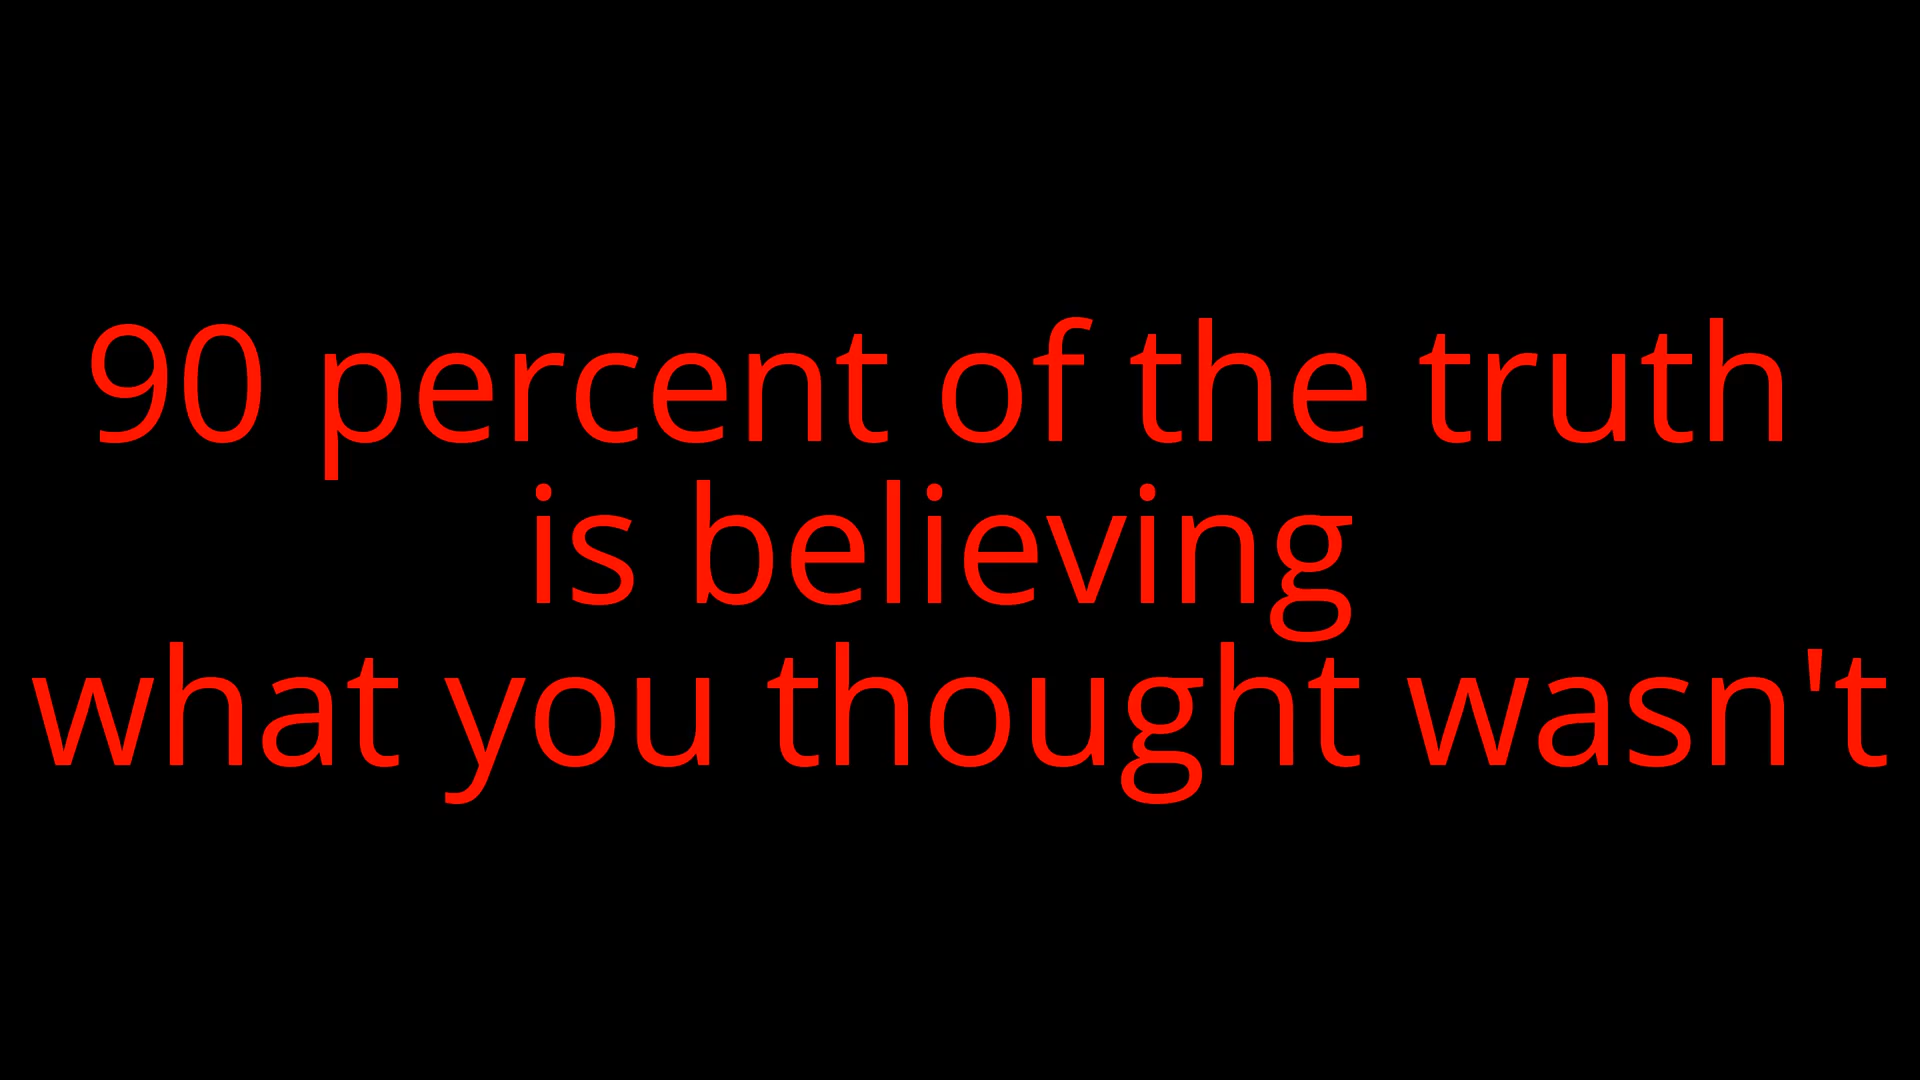 90 percent of the truth
is believing
what you thought wasn't